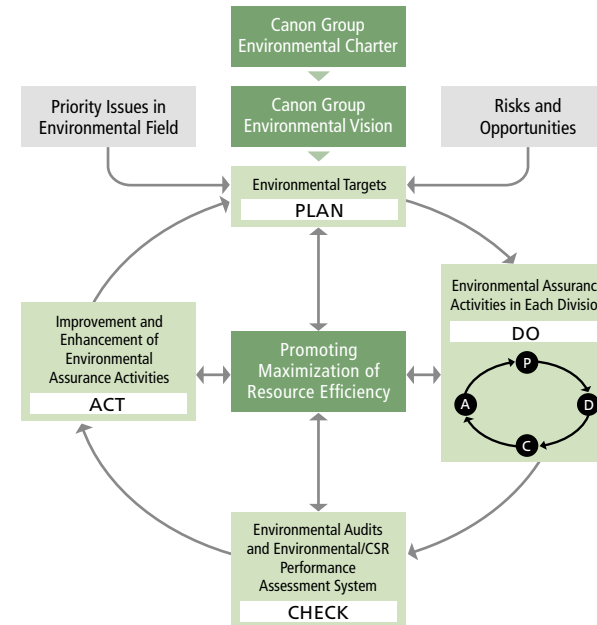 Canon Group
Environmental Charter
Priority Issues in
Environmental Field
Canon Group
Environmental Vision
Risks and
Opportunities
Environmental Targets
PLAN
Environmental Assuranc
Activities in Each Divisio
DO
P
A
D
C
Improvement and
Enhancement of
Environmental
Assurance Activities
ACT
Promoting
Maximization of
Resource Efficiency
Environmental Audits
and Environmental/CSR
Performance
Assessment System
CHECK